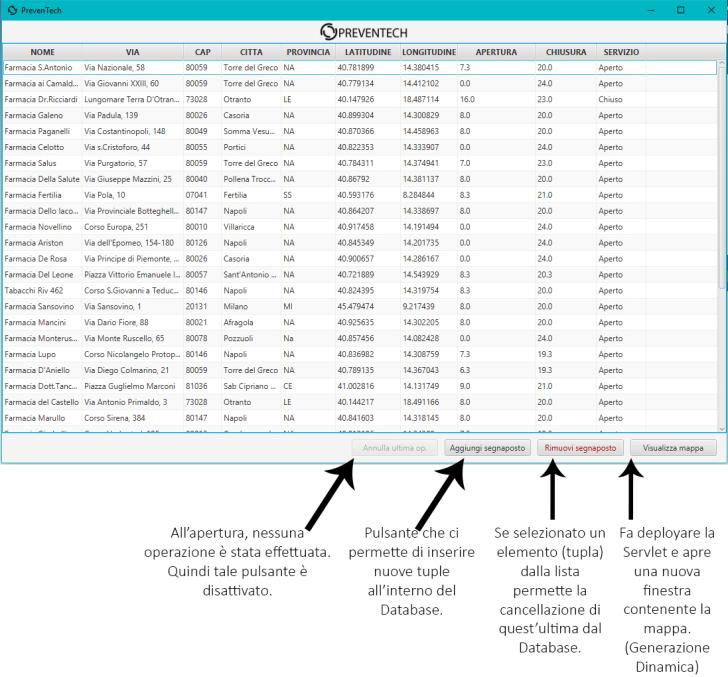 PrevenTech
PREVENTECH
NOME VIA CAP CITTA PROVINCIA LATITUDINE LONGITUDINE APERTURA CHIUSURA SERVIZIO
Farmacia S.Antonio Via Nazionale, 58 80059 Torre del Greco NA 40.781899 14.380415 7.3 20.0 Aperto
Farmacia ai Camald... Via Giovanni XXIII, 60 80059 Torre del Greco NA 40.779134 14.412102 0.0 24.0 Aperto
Farmacia Dr.Ricciardi Lungomare Terra D'Otran... 73028 Otranto LE 40.147926 18.487114 16.0 23.0 Chiuso
Farmacia Galeno Via Padula, 139 80026 Casoria NA 40.899304 14.300829 8.0 20.0 Aperto
Farmacia Paganelli Via Costantinopoli, 148 80049 Somma Vesu... NA 40.870366 14.458963 8.0 20.0 Aperto
Farmacia Celotto Via s.Cristoforo, 44 80055 Portici NA 40.822353 14.333907 0.0 24.0 Aperto
Farmacia Salus Via Purgatorio, 57 80059 Torre del Greco NA 40.784311 14.374941 7.0 23.0 Aperto
Farmacia Della Salute Via Giuseppe Mazzini, 25 80040 Pollena Trocc... NA 40.86792 14.381137 8.0 20.0 Aperto
Farmacia Fertilia Via Pola, 10 07041 Fertilia SS 40.593176 8.284844 8.3 21.0 Aperto
Farmacia Dello Iaco... Via Provinciale Botteghell... 80147 Napoli NA 40.864207 14.338697 8.0 20.0 Aperto
Farmacia Novellino Corso Europa, 251 80010 Villaricca NA 40.917458 14.191494 0.0 24.0 Aperto
Farmacia Ariston Via dell'Epomeo, 154-180 80126 Napoli NA 40.845349 14.201735 0.0 24.0 Aperto
Farmacia De Rosa Via Principe di Piemonte, ... 80026 Casoria NA 40.900657 14.286167 0.0 24.0 Aperto
Farmacia Del Leone Piazza Vittorio Emanuele I... 80057 Sant'Antonio ... NA 40.721889 14.543929 8.3 20.3 Aperto
Tabacchi Riv 462 Corso S.Giovanni a Teduc... 80146 Napoli NA 40.824395 14.319754 8.3 20.0 Aperto
Farmacia Sansovino Via Sansovino, 1 20131 Milano MI 45.479474 9.217439 8.0 20.0 Aperto
Farmacia Mancini Via Dario Fiore, 88 80021 Afragola NA 40.925635 14.302205 8.0 20.0 Aperto
Farmacia Monterus... Via Monte Ruscello, 65 80078 Pozzuoli Na 40.857456 14.082428 0.0 24.0 Aperto
Farmacia Lupo Corso Nicolangelo Protop... 80146 Napoli NA 40.836982 14.308759 7.3 19.3 Aperto
Farmacia D'Aniello Via Diego Colmarino, 21 80059 Torre del Greco NA 40.789135 14.367043 6.3 19.3 Aperto
Farmacia Dott.Tanc... Piazza Guglielmo Marconi 81036 Sab Cipriano ... CE 41.002816 14.131749 9.0 21.0 Aperto
Farmacia del Castello Via Antonio Primaldo, 3 73028 Otranto LE 40.144217 18.491166 8.0 20.0 Aperto
Farmacia Marullo Corso Sirena, 384 80147 Napoli NA 40.841603 14.318145 8.0 20.0 Aperto
Annulla ultima op. Aggiungi segnaposto Rimuovi segnaposto Visualizza mappa
All'apertura, nessuna
operazione è stata effettuata.
Quindi tale pulsante è
disattivato.
Pulsante che ci
permette di inserire
nuove tuple
all'interno del
Database.
Se selezionato un
elemento (tupla)
dalla lista
permette la
cancellazione di
quest'ultima dal
Database.
Fa deployare la
Servlet e apre
una nuova
finestra
contenente la
mappa.
(Generazione
Dinamica)